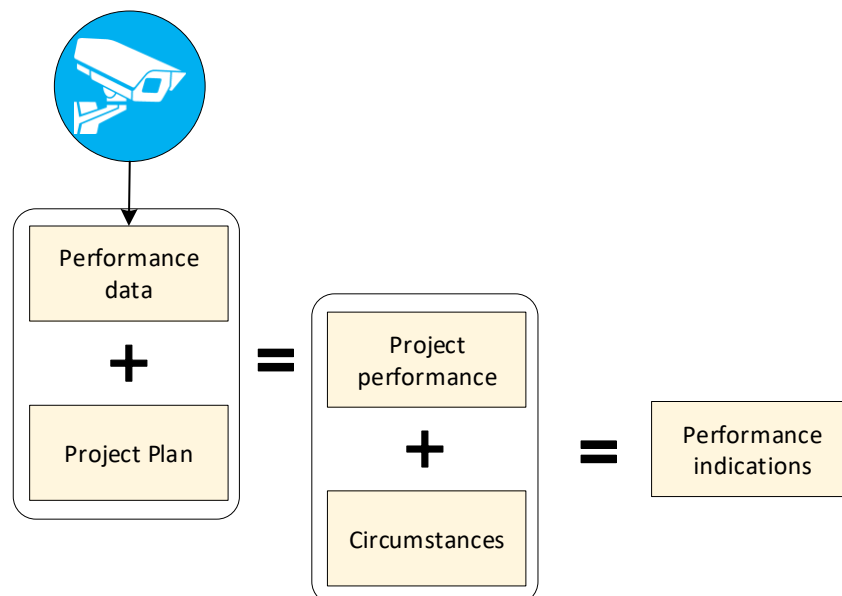 Performance
data
+
Project Plan
=
Project
performance
+
Circumstances
=
Performance
indications